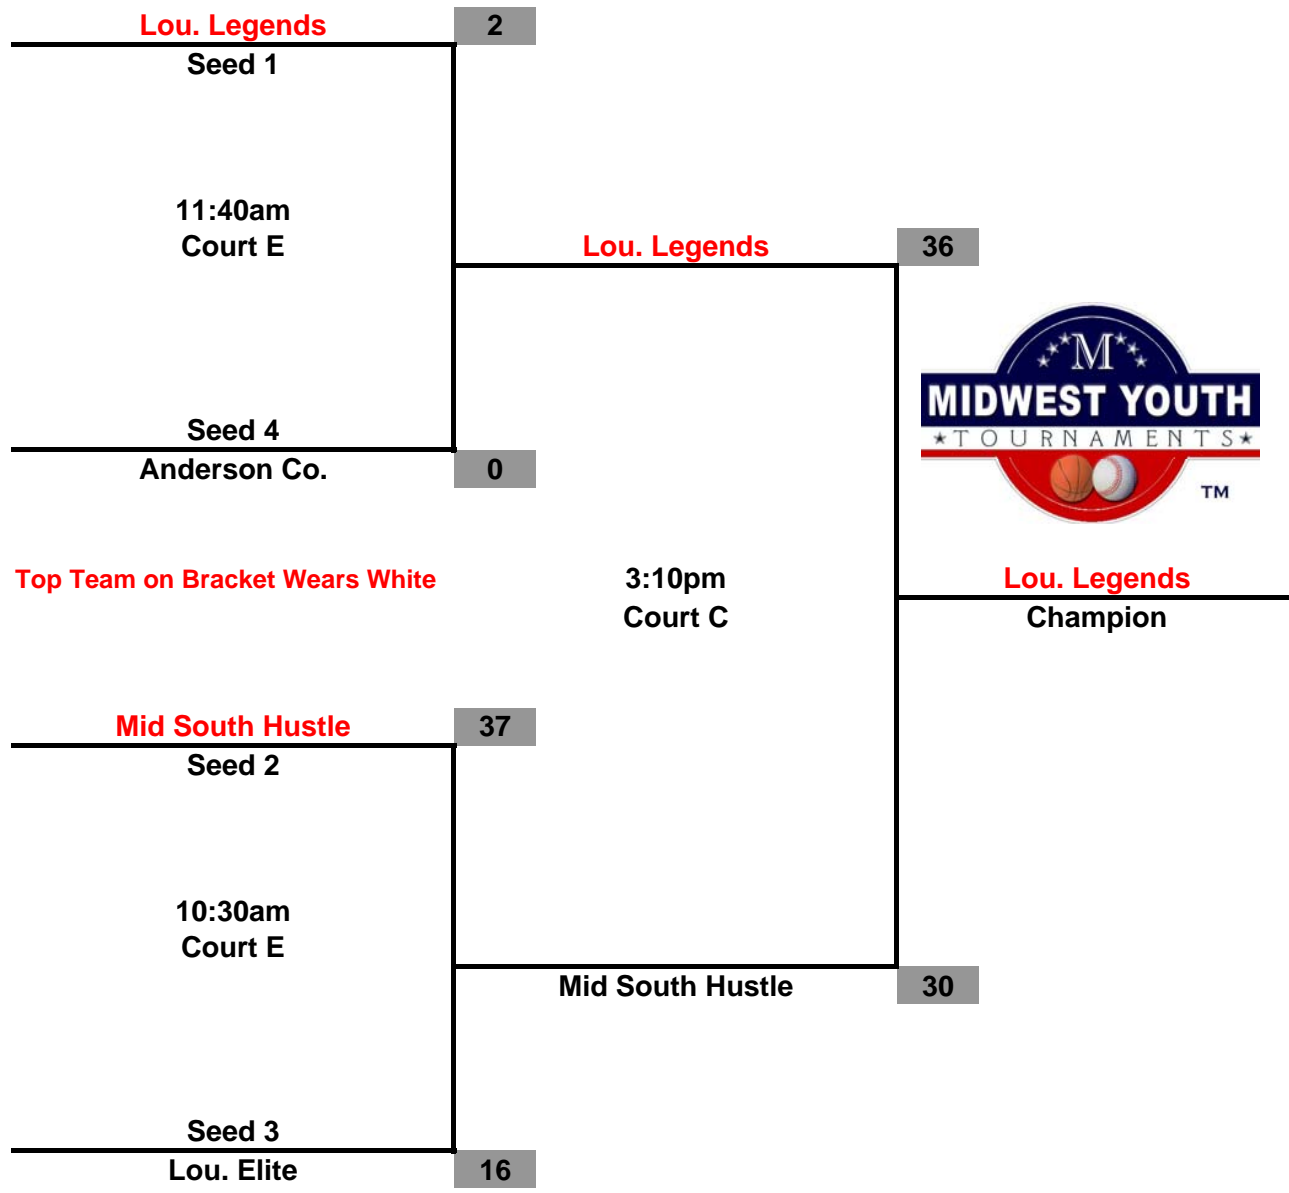 Lou. Legends 2
Seed 1
11:40am
Court E
Lou. Legends 36
M
MIDWEST YOUTH
★TOURNAMENTS★
TM
Seed 4
Anderson Co. 0
Top Team on Bracket Wears White
3:10pm
Court C
Lou. Legends
Champion
Mid South Hustle 37
Seed 2
10:30am
Court E
Mid South Hustle 30
Seed 3
Lou. Elite 16